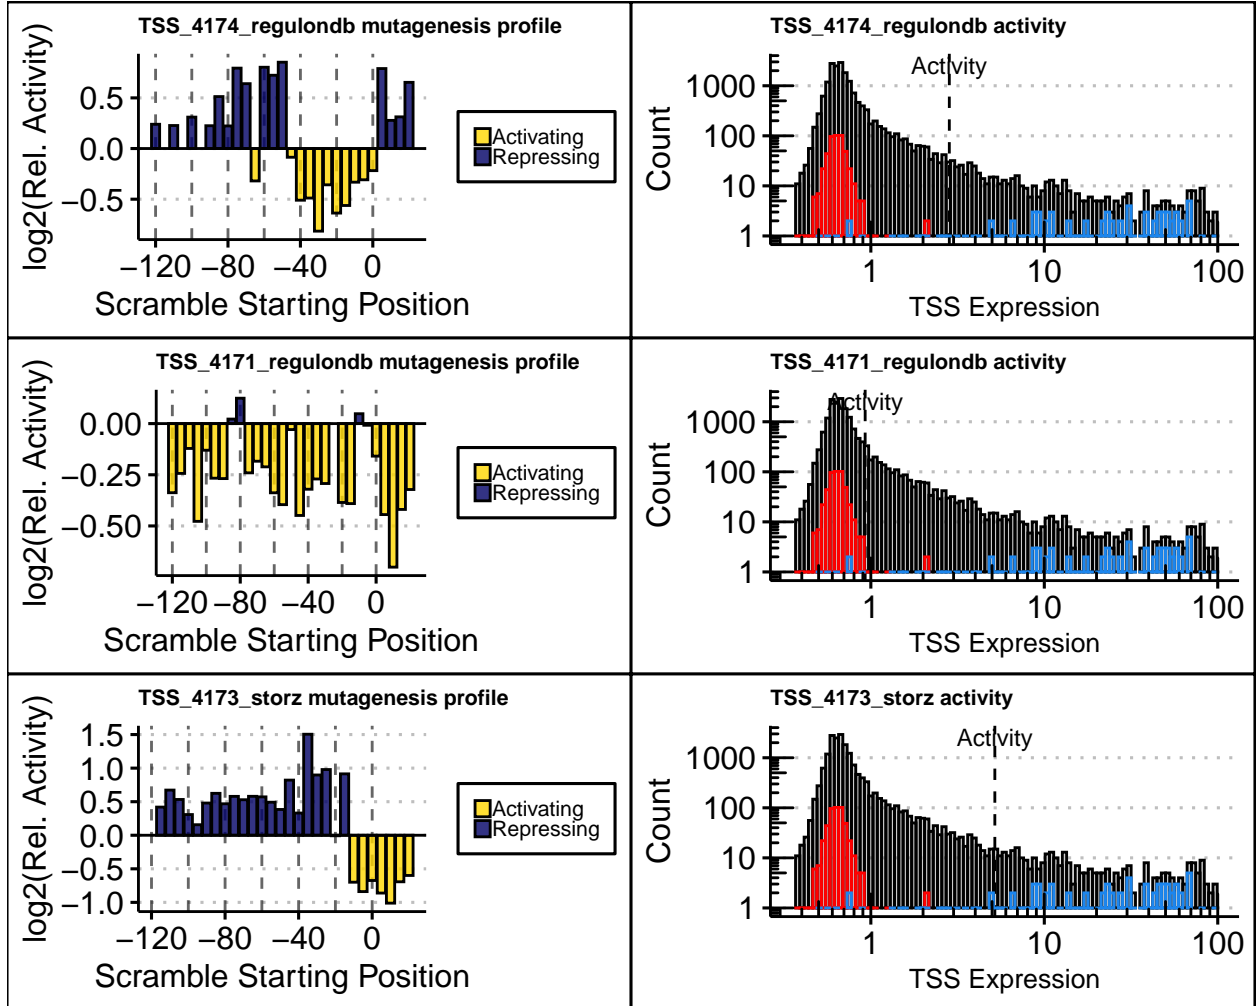 TSS_4174_regulondb mutagenesis profile
log2(Rel. Activity)
0.5
0.0
−0.5
−120 −80 −40 0
Scramble Starting Position
Activating
Repressing
TSS_4174_regulondb activity
Activity
Count
1000
100
10
1
1 10 100
TSS Expression
TSS_4171_regulondb mutagenesis profile
log2(Rel. Activity)
0.00
−0.25
−0.50
−120 −80 −40 0
Scramble Starting Position
Activating
Repressing
TSS_4171_regulondb activity
Activity
Count
1000
100
10
1
1 10 100
TSS Expression
TSS_4173_storz mutagenesis profile
log2(Rel. Activity)
1.5
1.0
0.5
0.0
−0.5
−1.0
−120 −80 −40 0
Scramble Starting Position
Activating
Repressing
TSS_4173_storz activity
Activity
Count
1000
100
10
1
1 10 100
TSS Expression